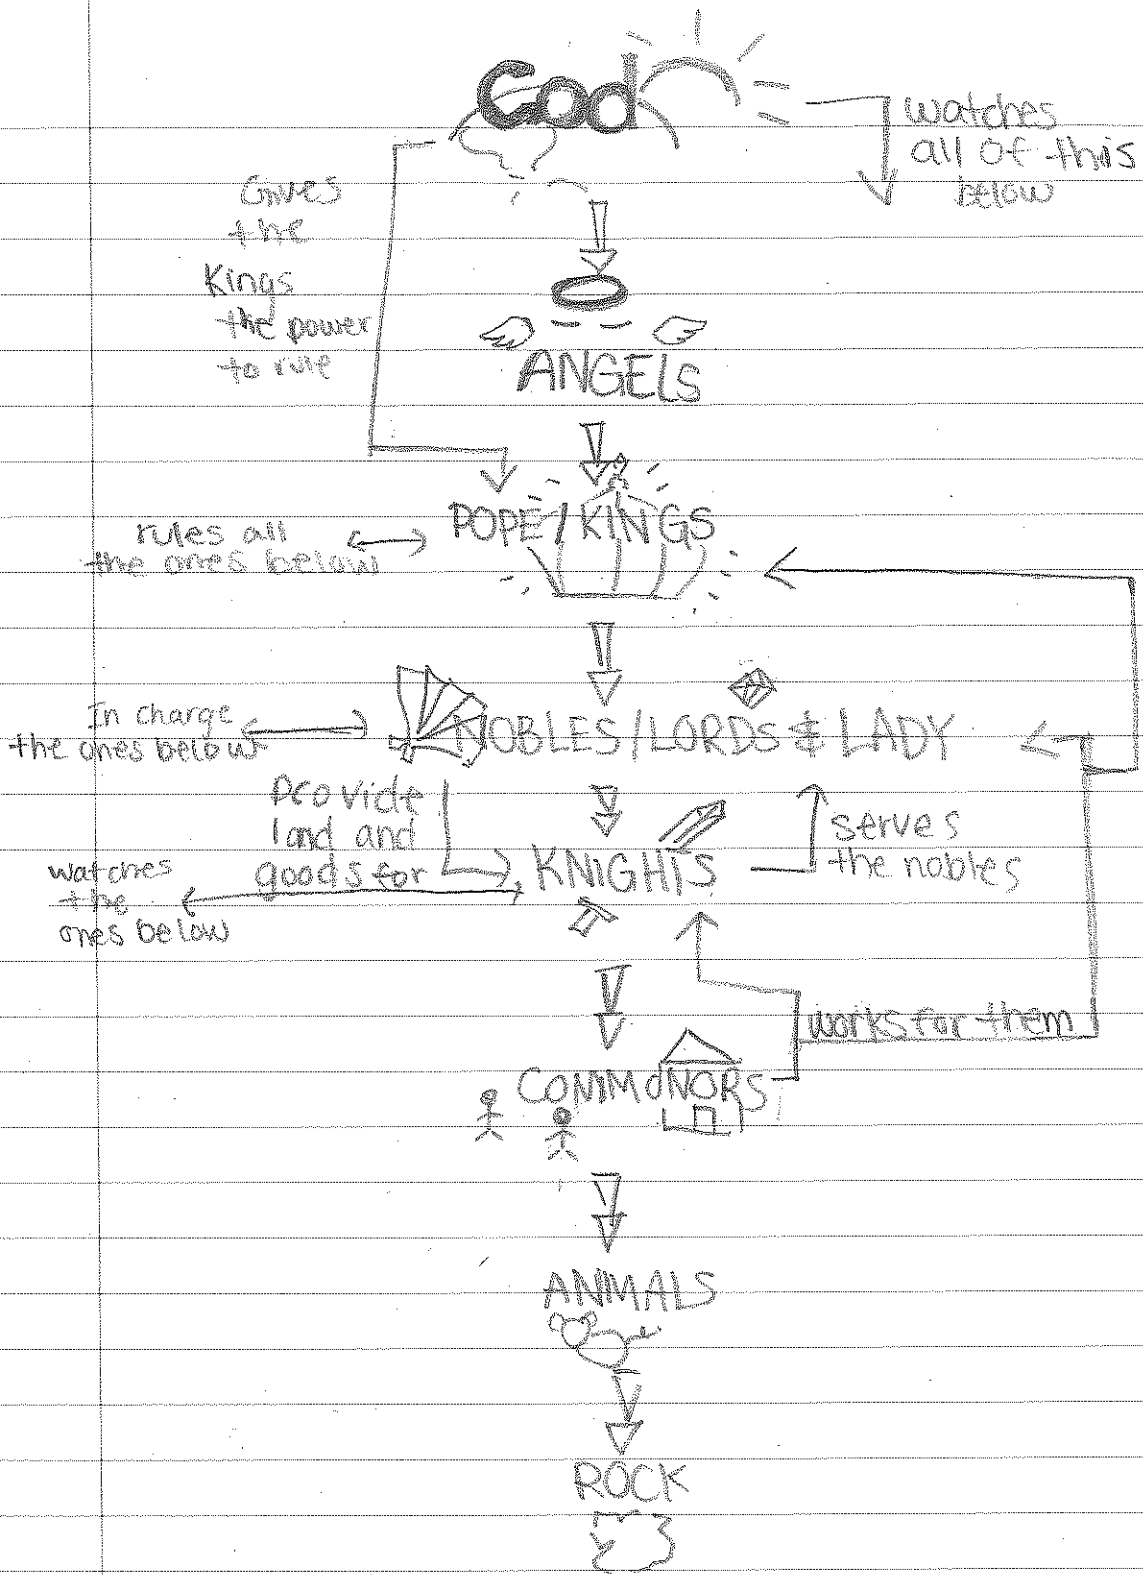 God
watches
all of this
below
Gives
the
Kings
the power
to rule
ANGELS
POPE / KINGS
rules all
the ones below
NOBLES / LORDS & LADY
In charge
the ones below
provide
land and
goods for
KNIGHTS
serves
the nobles
watches
the
ones below
works for them
COMMONORS
ANIMALS
ROCK